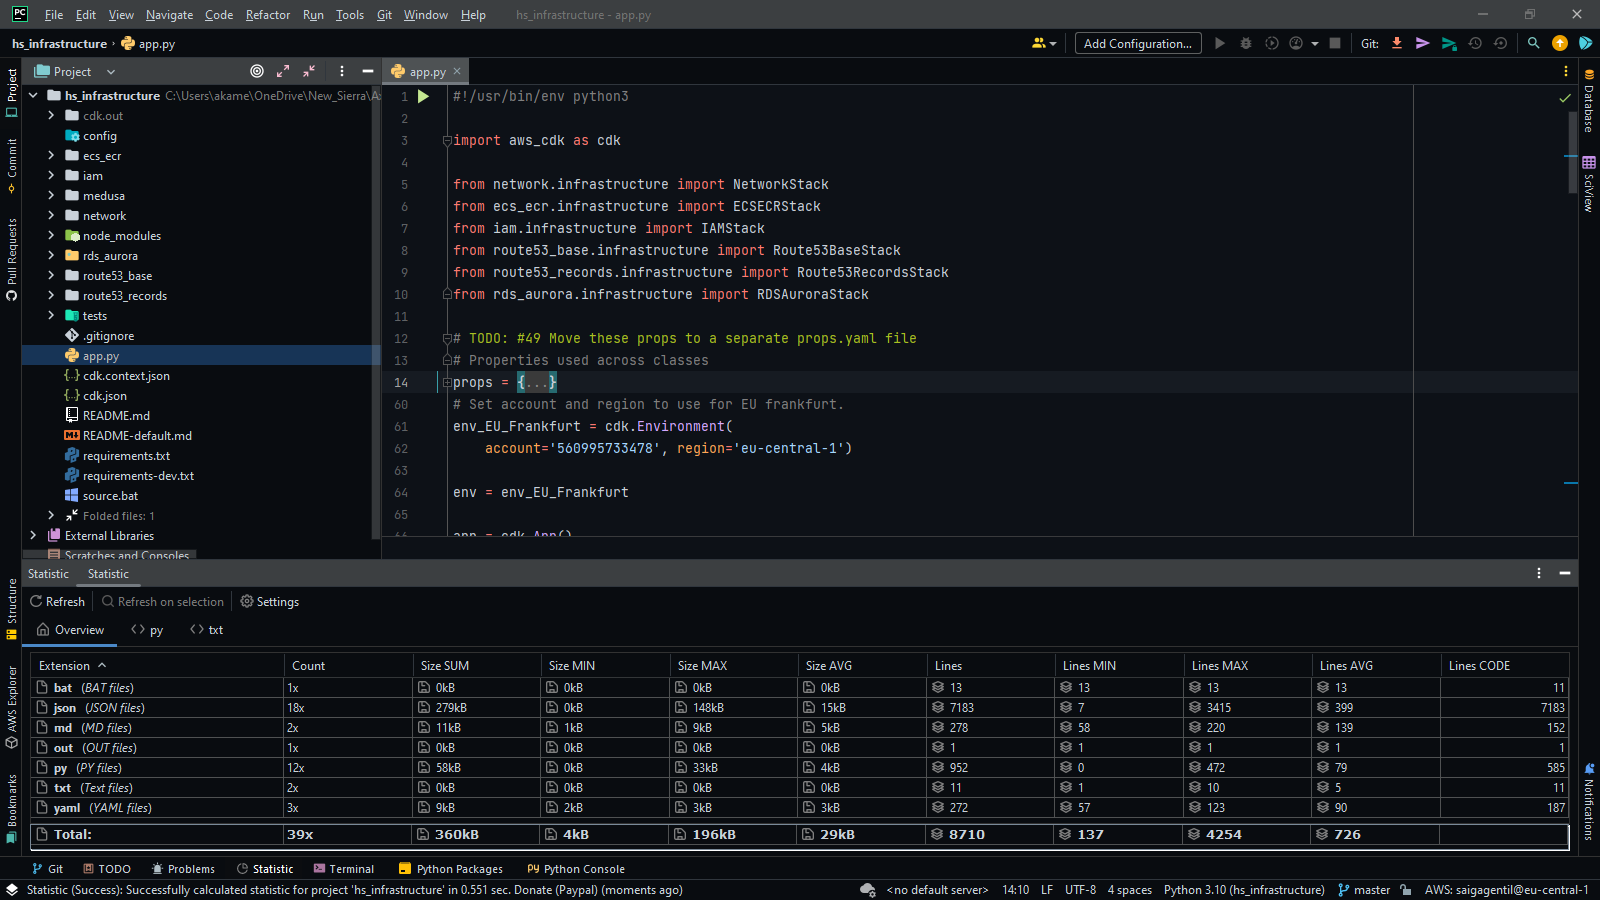 PC File Edit View Navigate Code Refactor Run Tools Git Window Help hs_infrastructure - app.py
hs_infrastructure › app.py Add Configuration... Git:
Project
app.py
hs_infrastructure C:\Users\akame\OneDrive\New_Sierra\A
cdk.out
config
ecs_ecr
iam
medusa
network
node_modules
rds_aurora
route53_base
route53_records
tests
.gitignore
app.py
cdk.context.json
cdk.json
README.md
README-default.md
requirements.txt
requirements-dev.txt
source.bat
Folded files: 1
External Libraries
Scratches and Consoles
Project
Commit
Pull Requests
Structure
AWS Explorer
Bookmarks
1 #!/usr/bin/env python3
2
3 import aws_cdk as cdk
4
5 from network.infrastructure import NetworkStack
6 from ecs_ecr.infrastructure import ECSECRStack
7 from iam.infrastructure import IAMStack
8 from route53_base.infrastructure import Route53BaseStack
9 from route53_records.infrastructure import Route53RecordsStack
10 from rds_aurora.infrastructure import RDSAuroraStack
11
12 # TODO: #49 Move these props to a separate props.yaml file
13 # Properties used across classes
14 props = {...}
60 # Set account and region to use for EU frankfurt.
61 env_EU_Frankfurt = cdk.Environment(
62 account='560995733478', region='eu-central-1')
63
64 env = env_EU_Frankfurt
65
66 app = cdk.App()
Database
SciView
Notifications
Statistic Statistic
Refresh Refresh on selection Settings
Overview py txt
Extension Count Size SUM Size MIN Size MAX Size AVG Lines Lines MIN Lines MAX Lines AVG Lines CODE
bat (BAT files) 1x 0kB 0kB 0kB 0kB 13 13 13 13 11
json (JSON files) 18x 279kB 0kB 148kB 15kB 7183 7 3415 399 7183
md (MD files) 2x 11kB 1kB 9kB 5kB 278 58 220 139 152
out (OUT files) 1x 0kB 0kB 0kB 0kB 1 1 1 1 1
py (PY files) 12x 58kB 0kB 33kB 4kB 952 0 472 79 585
txt (Text files) 2x 0kB 0kB 0kB 0kB 11 1 10 5 11
yaml (YAML files) 3x 9kB 2kB 3kB 3kB 272 57 123 90 187
Total: 39x 360kB 4kB 196kB 29kB 8710 137 4254 726
Git TODO Problems Statistic Terminal Python Packages Python Console
Statistic (Success): Successfully calculated statistic for project 'hs_infrastructure' in 0.551 sec. Donate (Paypal) (moments ago) <no default server> 14:10 LF UTF-8 4 spaces Python 3.10 (hs_infrastructure) master AWS: saigagentil@eu-central-1